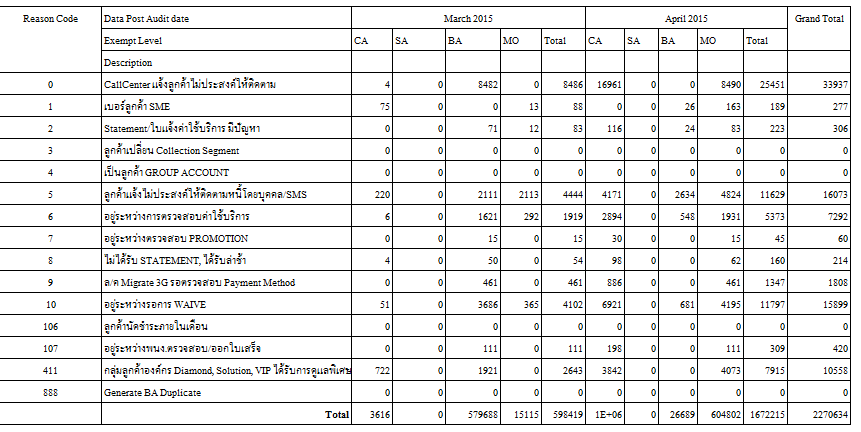 Reason Code Data Post Audit date March 2015 April 2015 Grand Total
Exempt Level CA SA BA MO Total CA SA BA MO Total
Description
0 CallCenter แจ้งลูกค้าไม่ประสงค์ให้ติดตาม 4 0 8482 0 8486 16961 0 0 8490 25451 33937
1 เบอร์ลูกค้า SME 75 0 0 13 88 0 0 26 163 189 277
2 Statement/ใบแจ้งค่าใช้บริการ มีปัญหา 0 0 71 12 83 116 0 24 83 223 306
3 ลูกค้าเปลี่ยน Collection Segment 0 0 0 0 0 0 0 0 0 0 0
4 เป็นลูกค้า GROUP ACCOUNT 0 0 0 0 0 0 0 0 0 0 0
5 ลูกค้าแจ้งไม่ประสงค์ให้ติดตามหนี้โดยบุคคล/SMS 220 0 2111 2113 4444 4171 0 2634 4824 11629 16073
6 อยู่ระหว่างการตรวจสอบค่าใช้บริการ 6 0 1621 292 1919 2894 0 548 1931 5373 7292
7 อยู่ระหว่างตรวจสอบ PROMOTION 0 0 15 0 15 30 0 0 15 45 60
8 ไม่ได้รับ STATEMENT, ได้รับล่าช้า 4 0 50 0 54 98 0 0 62 160 214
9 ล/ค Migrate 3G รอตรวจสอบ Payment Method 0 0 461 0 461 886 0 0 461 1347 1808
10 อยู่ระหว่างรอการ WAIVE 51 0 3686 365 4102 6921 0 681 4195 11797 15899
106 ลูกค้านัดชำระภายในเดือน 0 0 0 0 0 0 0 0 0 0 0
107 อยู่ระหว่างพนง.ตรวจสอบ/ออกใบเสร็จ 0 0 111 0 111 198 0 0 111 309 420
411 กลุ่มลูกค้าองค์กร Diamond, Solution, VIP ได้รับการดูแลพิเศษ 722 0 1921 0 2643 3842 0 0 4073 7915 10558
888 Generate BA Duplicate 0 0 0 0 0 0 0 0 0 0 0
Total 3616 0 579688 15115 598419 1E+06 0 26689 604802 1672215 2270634